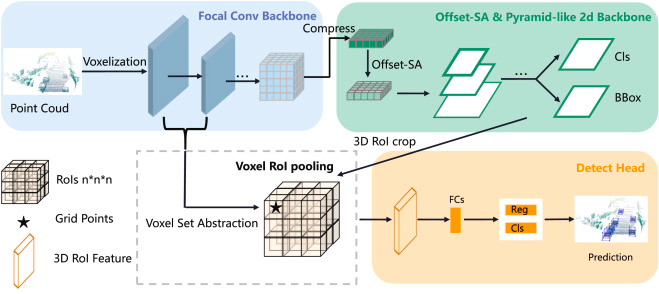 Focal Conv Backbone
Offset-SA & Pyramid-like 2d Backbone
Compress
Voxelization
Offset-SA
Cls
...
...
Point Coud
BBox
3D RoI crop
Voxel RoI pooling
Detect Head
RoIs n*n*n
FCs
Reg
Grid Points
Voxel Set Abstraction
Cls
3D RoI Feature
Prediction